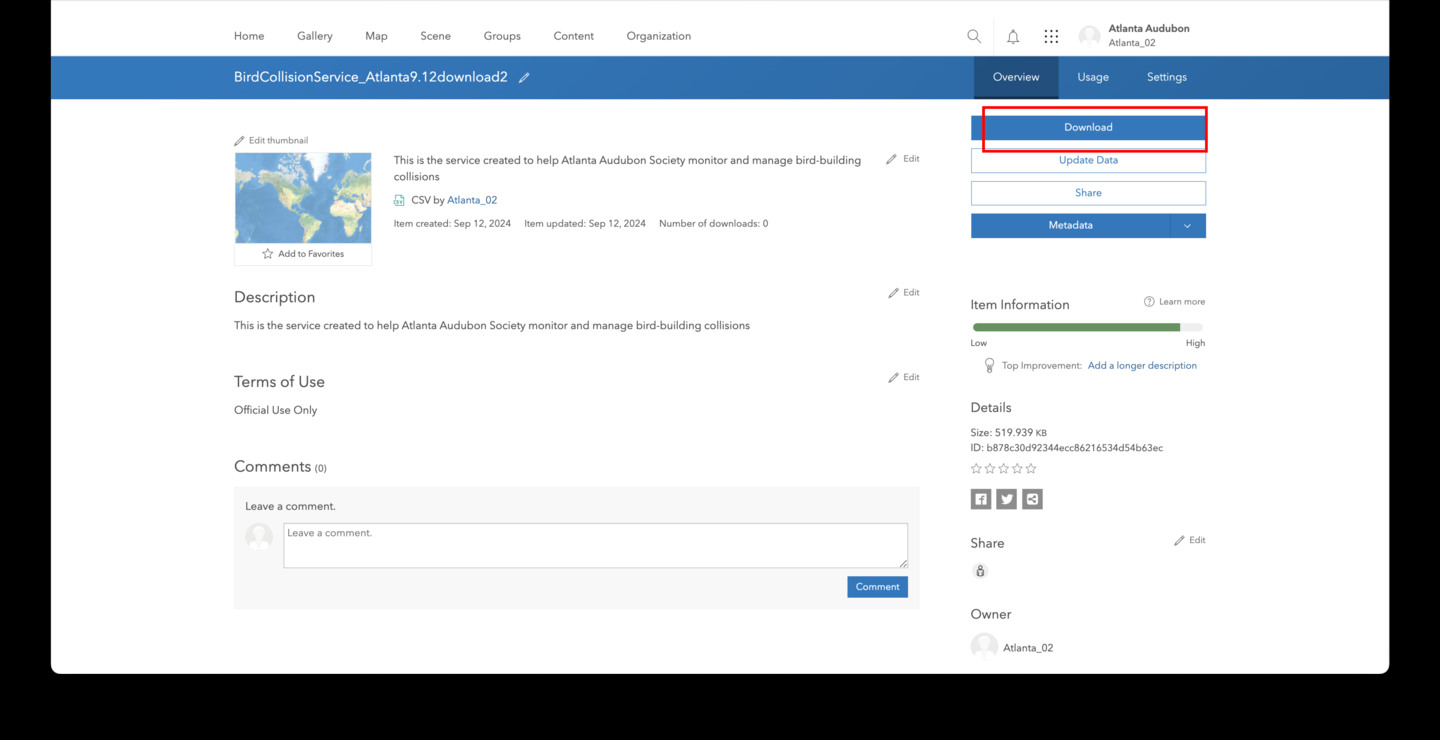 Home Gallery Map Scene Groups Content Organization
Atlanta Audubon
Atlanta_02
BirdCollisionService_Atlanta9.12download2
Overview Usage Settings
Edit thumbnail
Add to Favorites
This is the service created to help Atlanta Audubon Society monitor and manage bird-building
collisions
Edit
CSV by Atlanta_02
Item created: Sep 12, 2024 Item updated: Sep 12, 2024 Number of downloads: 0
Download
Update Data
Share
Metadata
Description
Edit
This is the service created to help Atlanta Audubon Society monitor and manage bird-building collisions
Terms of Use
Edit
Official Use Only
Comments (0)
Leave a comment.
Leave a comment.
Comment
Item Information
Learn more
Low High
Top Improvement: Add a longer description
Details
Size: 519.939 KB
ID: b878c30d92344ecc86216534d54b63ec
Share
Edit
Owner
Atlanta_02